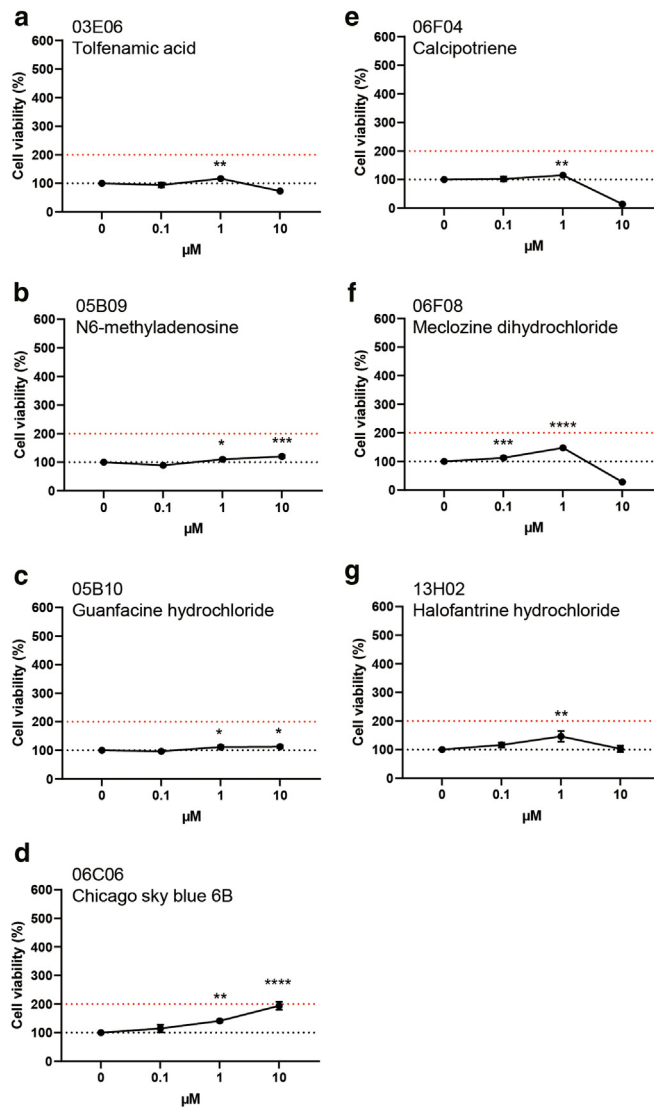 a
03E06
Tolfenamic acid
600
500
400
300
200
100
0
Cell viability (%)
**
0 0.1 1 10
µM
b
05B09
N6-methyladenosine
600
500
400
300
200
100
0
Cell viability (%)
* ***
0 0.1 1 10
µM
c
05B10
Guanfacine hydrochloride
600
500
400
300
200
100
0
Cell viability (%)
* *
0 0.1 1 10
µM
d
06C06
Chicago sky blue 6B
600
500
400
300
200
100
0
Cell viability (%)
** ****
0 0.1 1 10
µM
e
06F04
Calcipotriene
600
500
400
300
200
100
0
Cell viability (%)
**
0 0.1 1 10
µM
f
06F08
Meclozine dihydrochloride
600
500
400
300
200
100
0
Cell viability (%)
*** ****
0 0.1 1 10
µM
g
13H02
Halofantrine hydrochloride
600
500
400
300
200
100
0
Cell viability (%)
**
0 0.1 1 10
µM